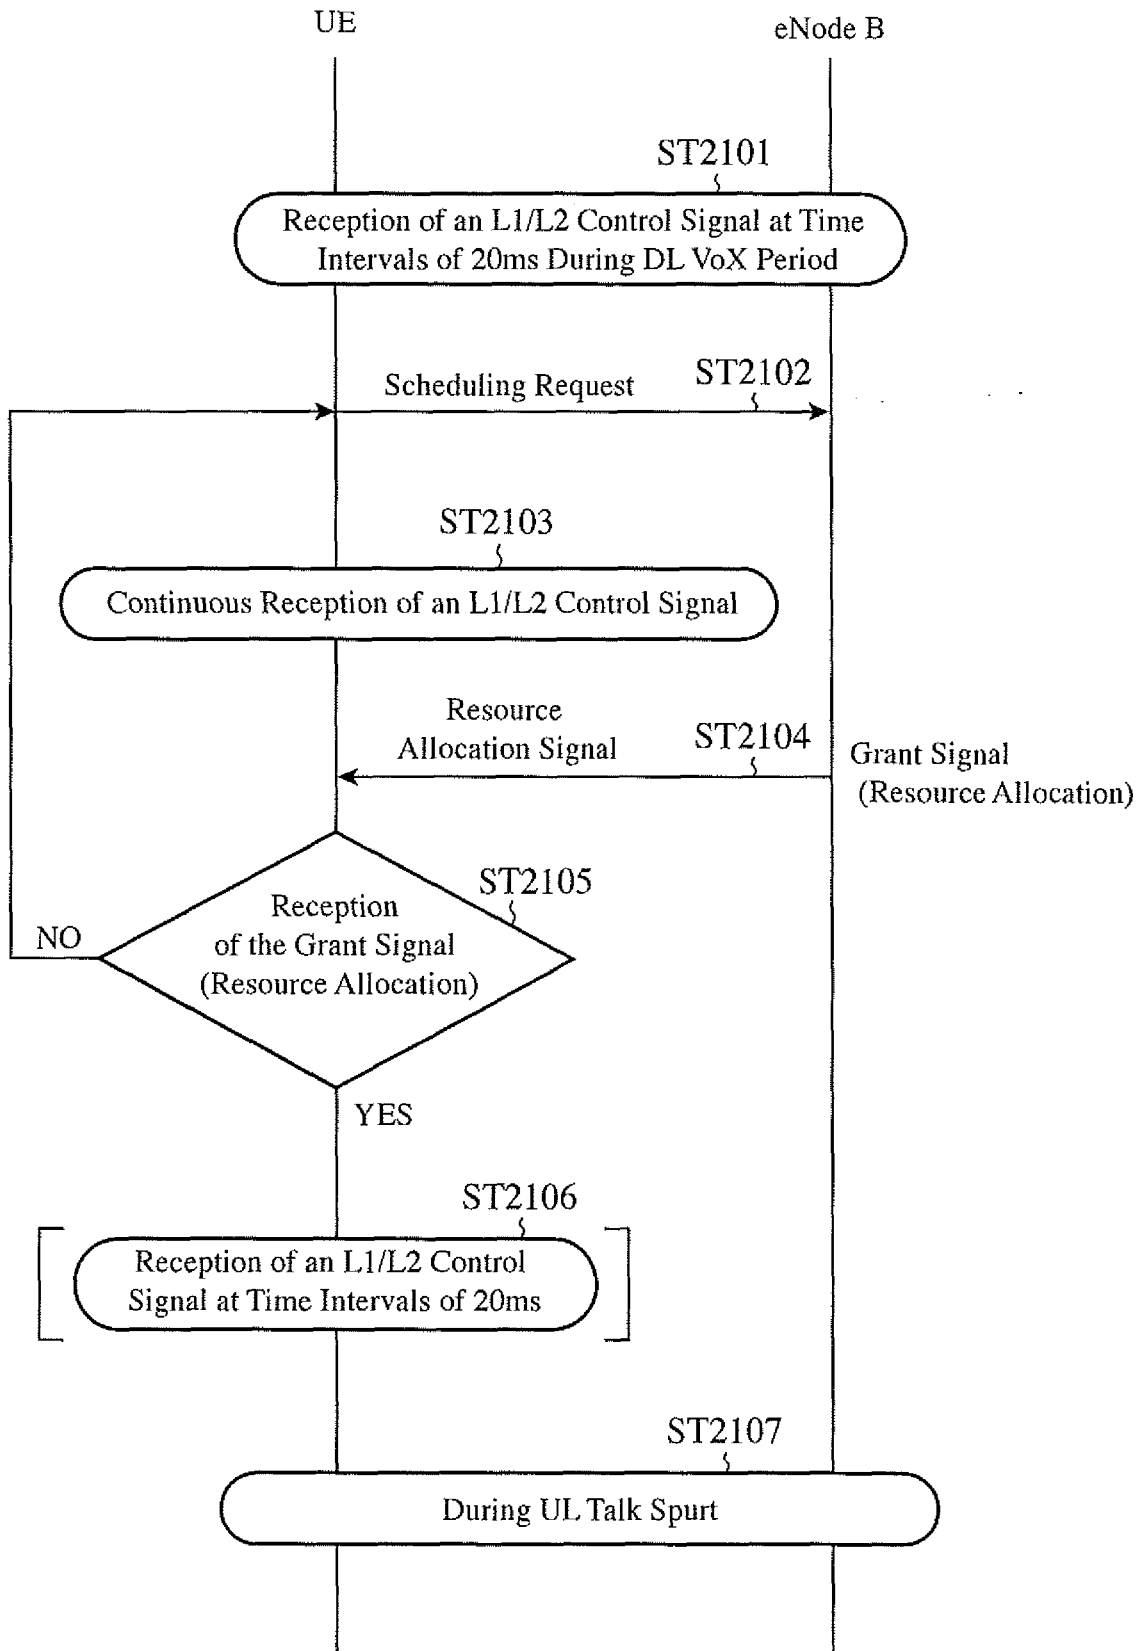 UE
eNode B
ST2101
Reception of an L1/L2 Control Signal at Time
Intervals of 20ms During DL VoX Period
Scheduling Request
ST2102
ST2103
Continuous Reception of an L1/L2 Control Signal
Resource
Allocation Signal
ST2104
Grant Signal
(Resource Allocation)
ST2105
Reception
of the Grant Signal
(Resource Allocation)
NO
YES
ST2106
Reception of an L1/L2 Control
Signal at Time Intervals of 20ms
ST2107
During UL Talk Spurt